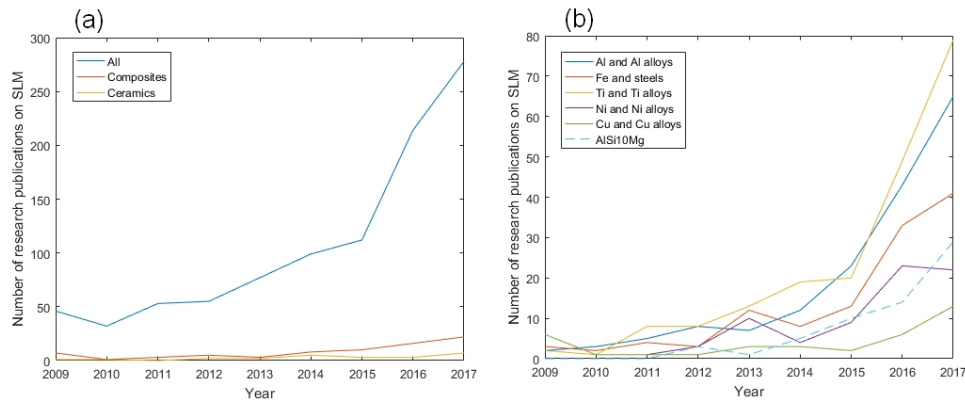 (a)
300
250
200
150
100
50
0
Number of research publications on SLM
All
Composites
Ceramics
2009 2010 2011 2012 2013 2014 2015 2016 2017
Year
(b)
80
70
60
50
40
30
20
10
0
Number of research publications on SLM
Al and Al alloys
Fe and steels
Ti and Ti alloys
Ni and Ni alloys
Cu and Cu alloys
AlSi10Mg
2009 2010 2011 2012 2013 2014 2015 2016 2017
Year